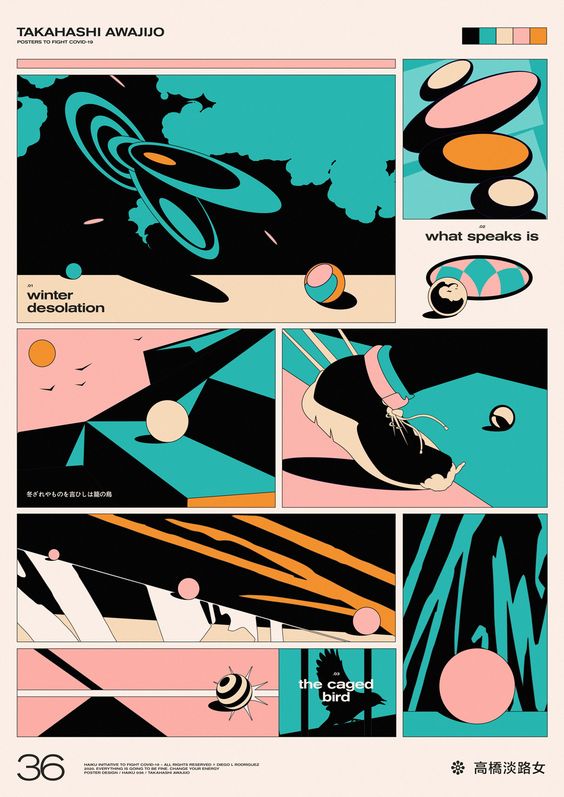 TAKAHASHI AWAJIJO
POSTERS TO FIGHT COVID-19
.01
winter
desolation
.02
what speaks is
冬ざれやものを言ひしは籠の鳥
.03
the caged
bird
36
HAIKU INITIATIVE TO FIGHT COVID-19 – ALL RIGHTS RESERVED © DIEGO L RODRÍGUEZ
2020. EVERYTHING IS GOING TO BE FINE. CHANGE YOUR ENERGY
POSTER DESIGN / HAIKU 036 / TAKAHASHI AWAJIJO
高橋淡路女